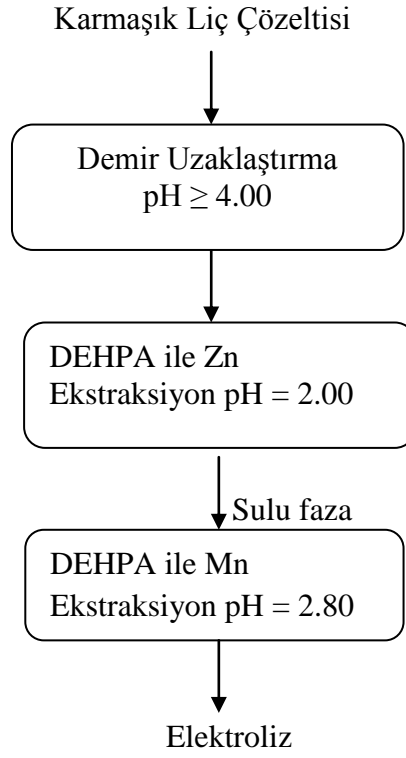 Karmaşık Liç Çözeltisi
Demir Uzaklaştırma
pH ≥ 4.00
DEHPA ile Zn
Ekstraksiyon pH = 2.00
Sulu faza
DEHPA ile Mn
Ekstraksiyon pH = 2.80
Elektroliz